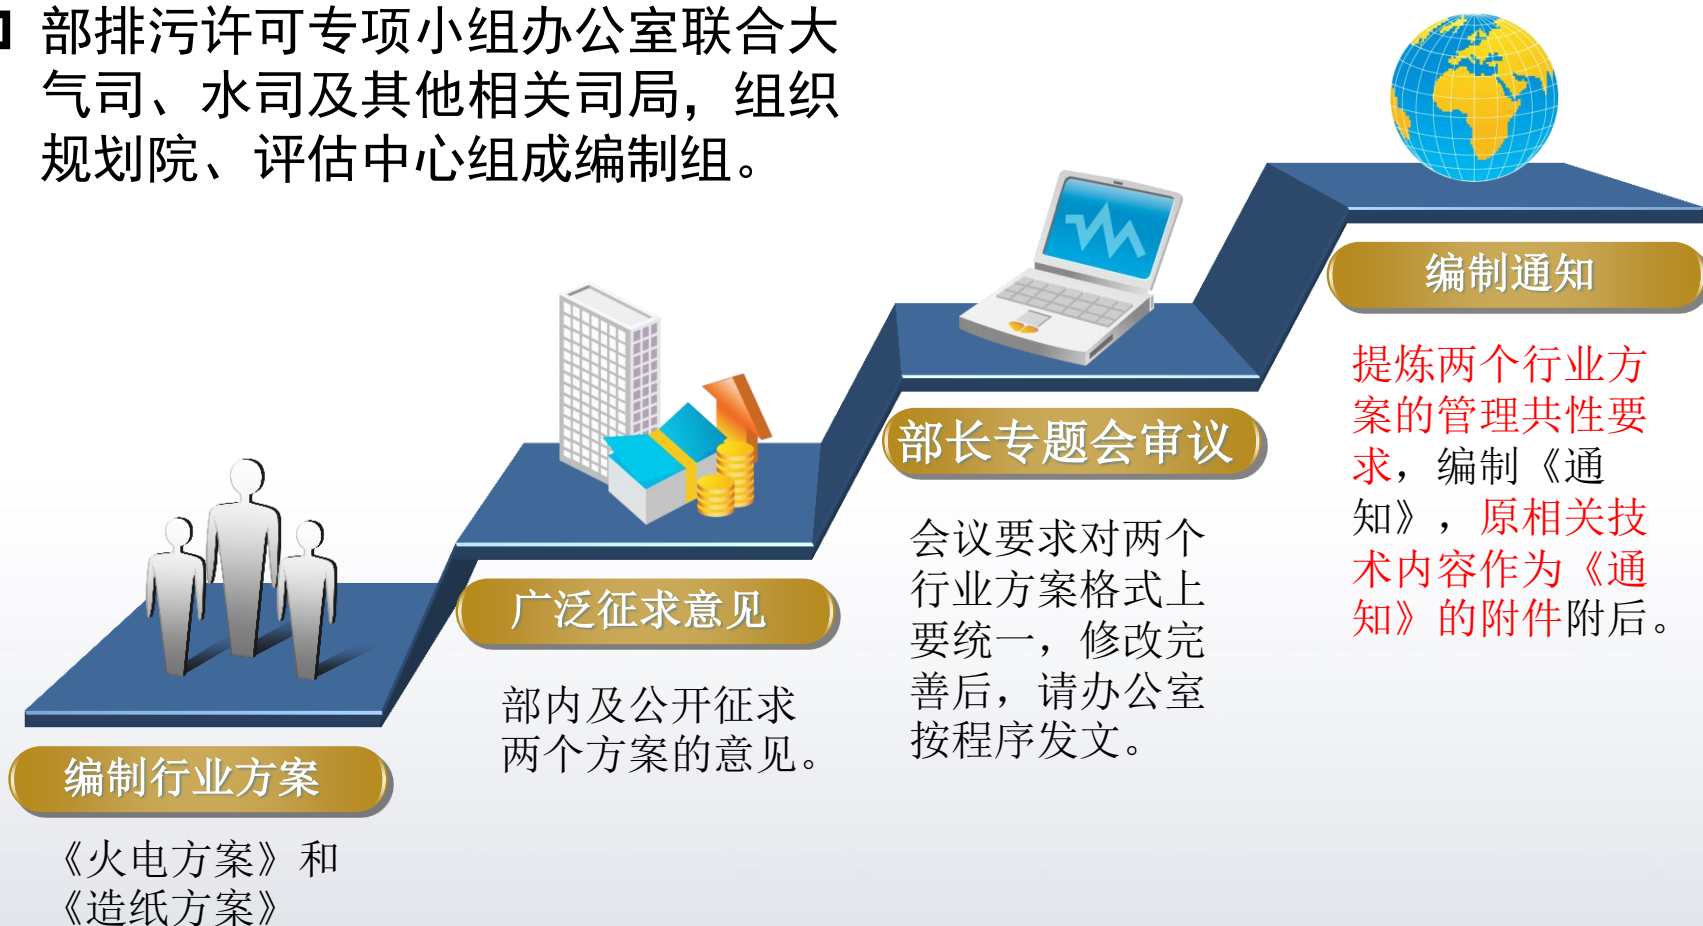 部排污许可专项小组办公室联合大
气司、水司及其他相关司局，组织
规划院、评估中心组成编制组。
编制行业方案
《火电方案》和
《造纸方案》
广泛征求意见
部内及公开征求
两个方案的意见。
部长专题会审议
会议要求对两个
行业方案格式上
要统一，修改完
善后，请办公室
按程序发文。
编制通知
提炼两个行业方
案的管理共性要
求，编制《通
知》，原相关技
术内容作为《通
知》的附件附后。